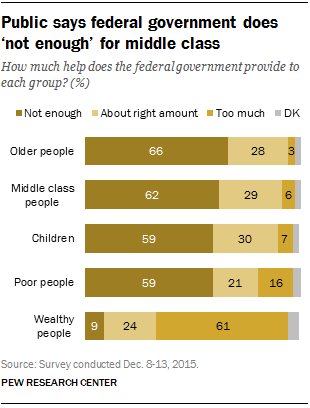 Public says federal government does
‘not enough’ for middle class
How much help does the federal government provide to
each group? (%)
Not enough About right amount Too much DK
Older people 66 28 3
Middle class
people 62 29 6
Children 59 30 7
Poor people 59 21 16
Wealthy
people 9 24 61
Source: Survey conducted Dec. 8-13, 2015.
PEW RESEARCH CENTER